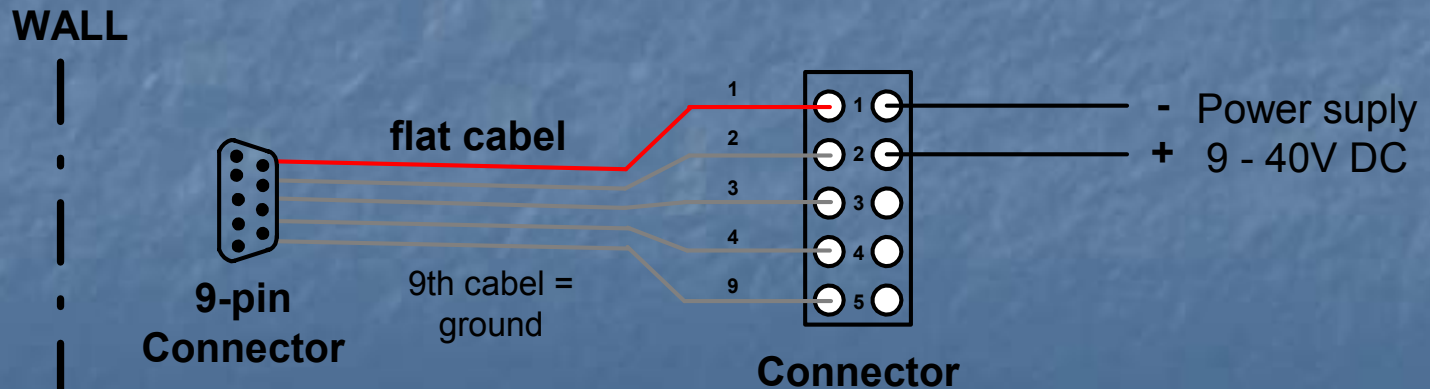 WALL
flat cabel
9-pin
Connector
9th cabel =
ground
1
2
3
4
9
1
2
3
4
5
Connector
- Power suply
+ 9 - 40V DC